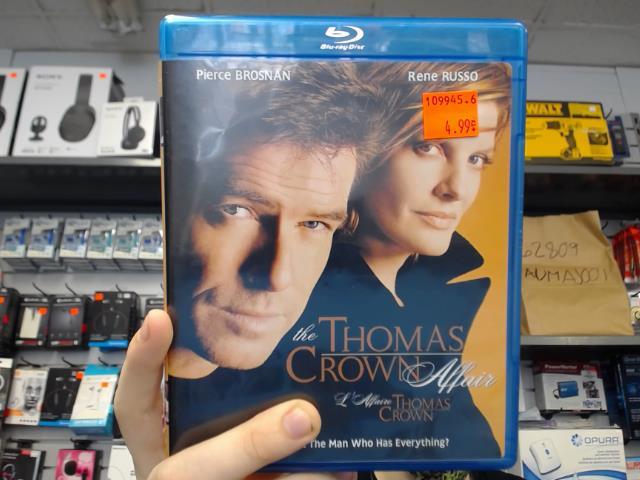 Blu-ray Disc
Pierce BROSNAN
Rene RUSSO
109945.6
4.99
the THOMAS
CROWN Affair
L'Affaire THOMAS
CROWN
The Man Who Has Everything?
SONY
DEWALT
62809
OPURA